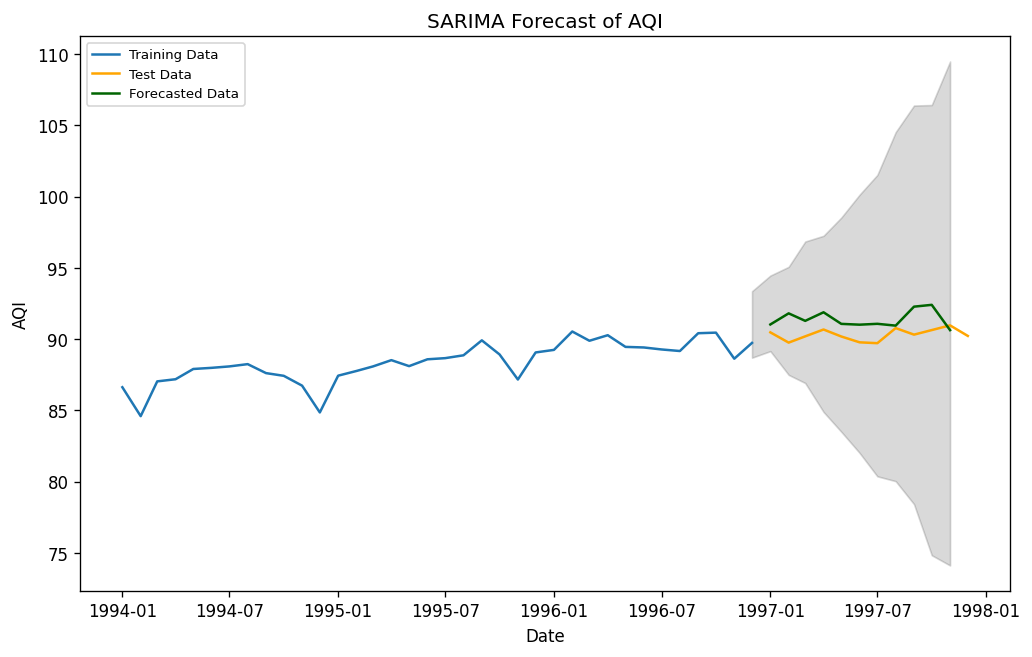 SARIMA Forecast of AQI
Training Data
Test Data
Forecasted Data
110
105
100
95
90
85
80
75
AQI
1994-01 1994-07 1995-01 1995-07 1996-01 1996-07 1997-01 1997-07 1998-01
Date